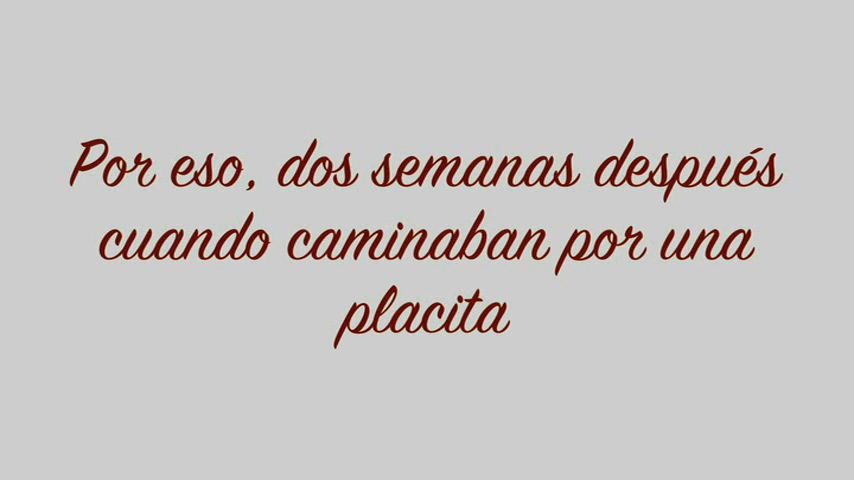 Por eso, dos semanas después
cuando caminaban por una
placita